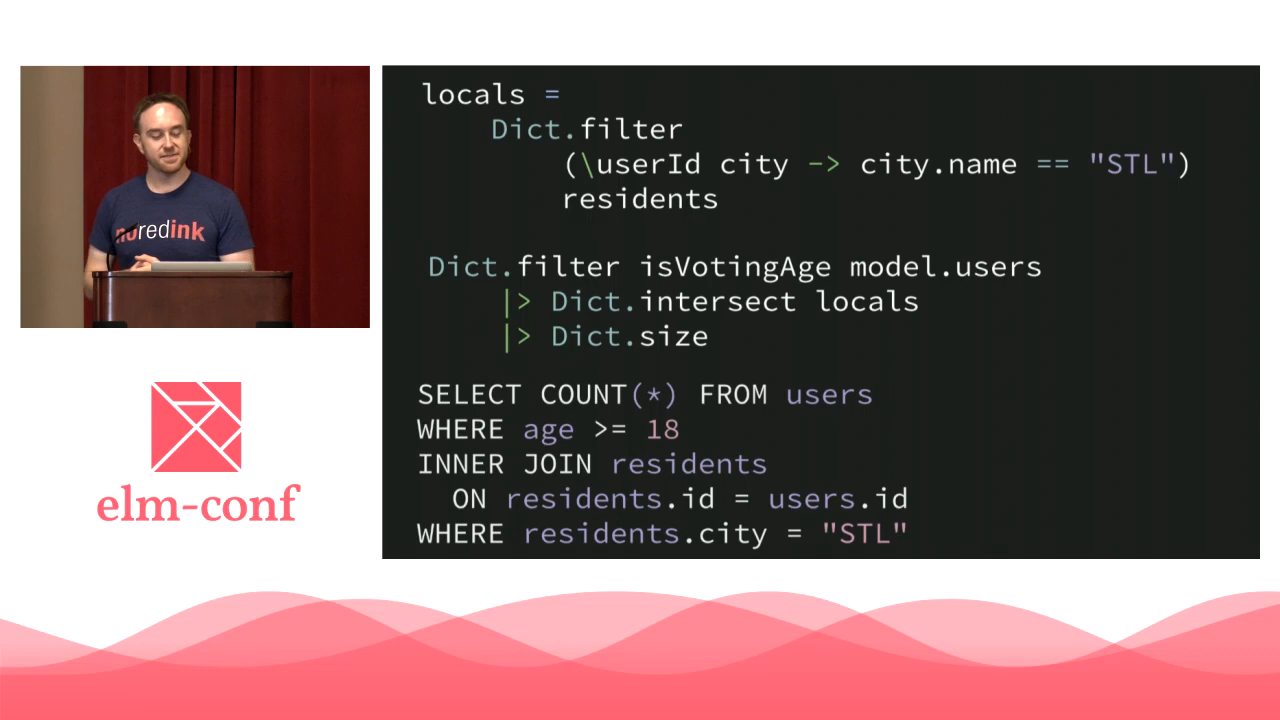 noredink
elm-conf
locals =
    Dict.filter
        (\userId city -> city.name == "STL")
        residents
Dict.filter isVotingAge model.users
    |> Dict.intersect locals
    |> Dict.size
SELECT COUNT(*) FROM users
WHERE age >= 18
INNER JOIN residents
  ON residents.id = users.id
WHERE residents.city = "STL"